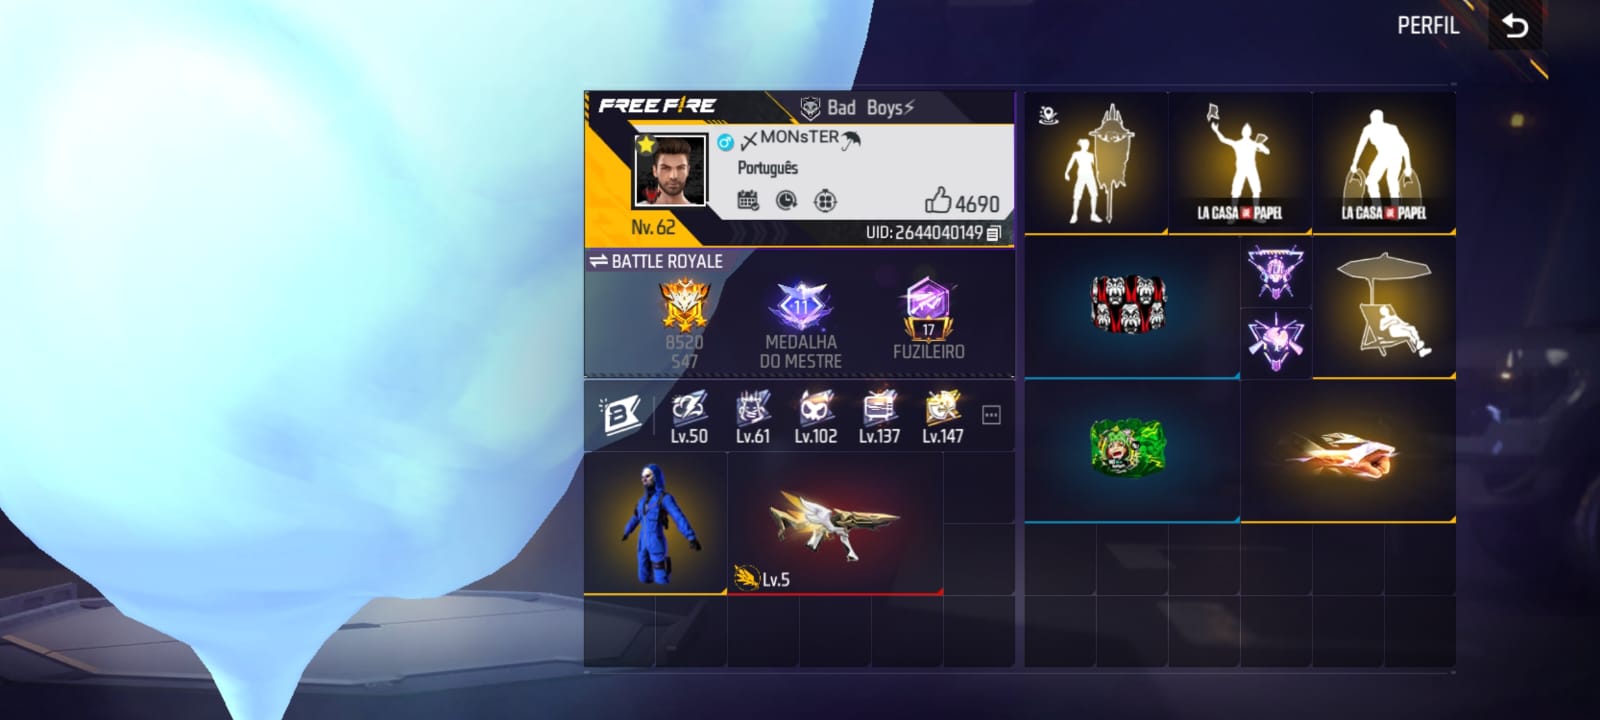 PERFIL
FREE FIRE
Bad Boys⚡
MONsTER
Português
4690
Nv. 62
UID: 2644040149
BATTLE ROYALE
8520
S47
11
MEDALHA
DO MESTRE
17
FUZILEIRO
B
Lv.50
Lv.61
Lv.102
Lv.137
Lv.147
Lv.5
LA CASA DE PAPEL
LA CASA DE PAPEL